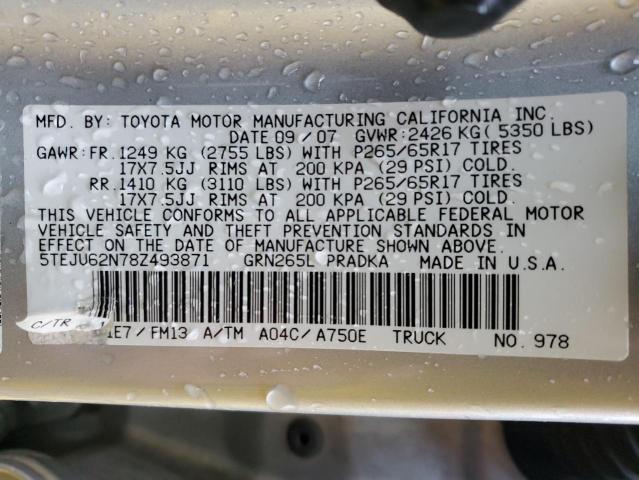 MFD. BY: TOYOTA MOTOR MANUFACTURING CALIFORNIA INC.
DATE 09/07 GVWR:2426 KG( 5350 LBS)
GAWR:FR.1249 KG (2755 LBS) WITH P265/65R17 TIRES
17X7.5JJ RIMS AT 200 KPA (29 PSI) COLD.
RR.1410 KG (3110 LBS) WITH P265/65R17 TIRES
17X7.5JJ RIMS AT 200 KPA (29 PSI) COLD.
THIS VEHICLE CONFORMS TO ALL APPLICABLE FEDERAL MOTOR
VEHICLE SAFETY AND THEFT PREVENTION STANDARDS IN
EFFECT ON THE DATE OF MANUFACTURE SHOWN ABOVE.
5TEJU62N78Z493871 GRN265L PRADKA MADE IN U.S.A.
C/TR 1E7/FM13 A/TM A04C/A750E TRUCK NO. 978